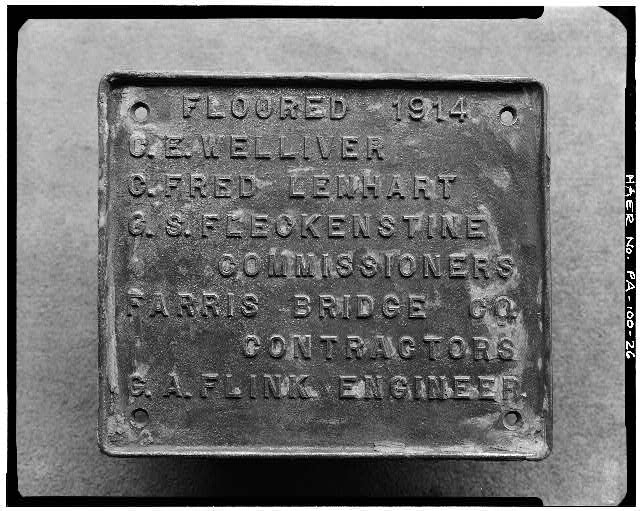 FLOORED 1914
C. E. WELLIVER
C. FRED LENHART
G. S. FLECKENSTINE
COMMISSIONERS
FARRIS BRIDGE CO.
CONTRACTORS
G. A. FLINK ENGINEER.
HAER No. PA-100-26